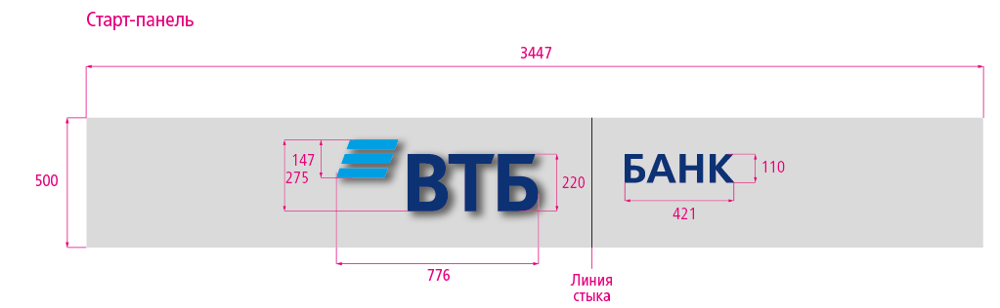 Старт-панель
3447
147
275
500
220
ВТБ
БАНК
110
421
776
Линия
стыка